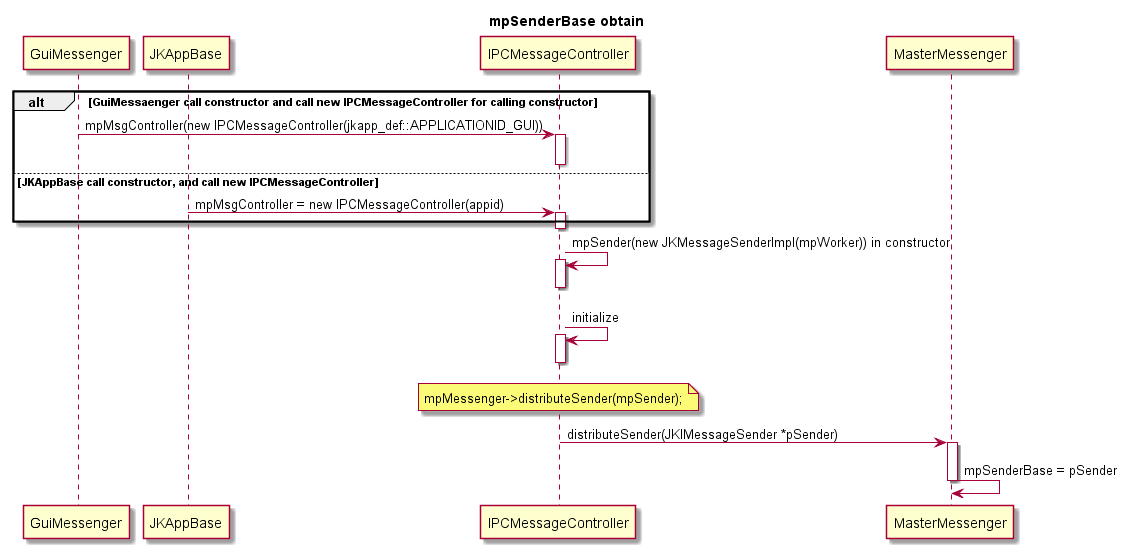 mpSenderBase obtain
GuiMessenger
JKAppBase
IPCMessageController
MasterMessenger
alt
[GuiMessaenger call constructor and call new IPCMessageController for calling constructor]
mpMsgController(new IPCMessageController(jkapp_def::APPLICATIONID_GUI))
[JKAppBase call constructor, and call new IPCMessageController]
mpMsgController = new IPCMessageController(appid)
mpSender(new JKMessageSenderImpl(mpWorker)) in constructor
initialize
mpMessenger->distributeSender(mpSender);
distributeSender(JKIMessageSender *pSender)
mpSenderBase = pSender
GuiMessenger
JKAppBase
IPCMessageController
MasterMessenger